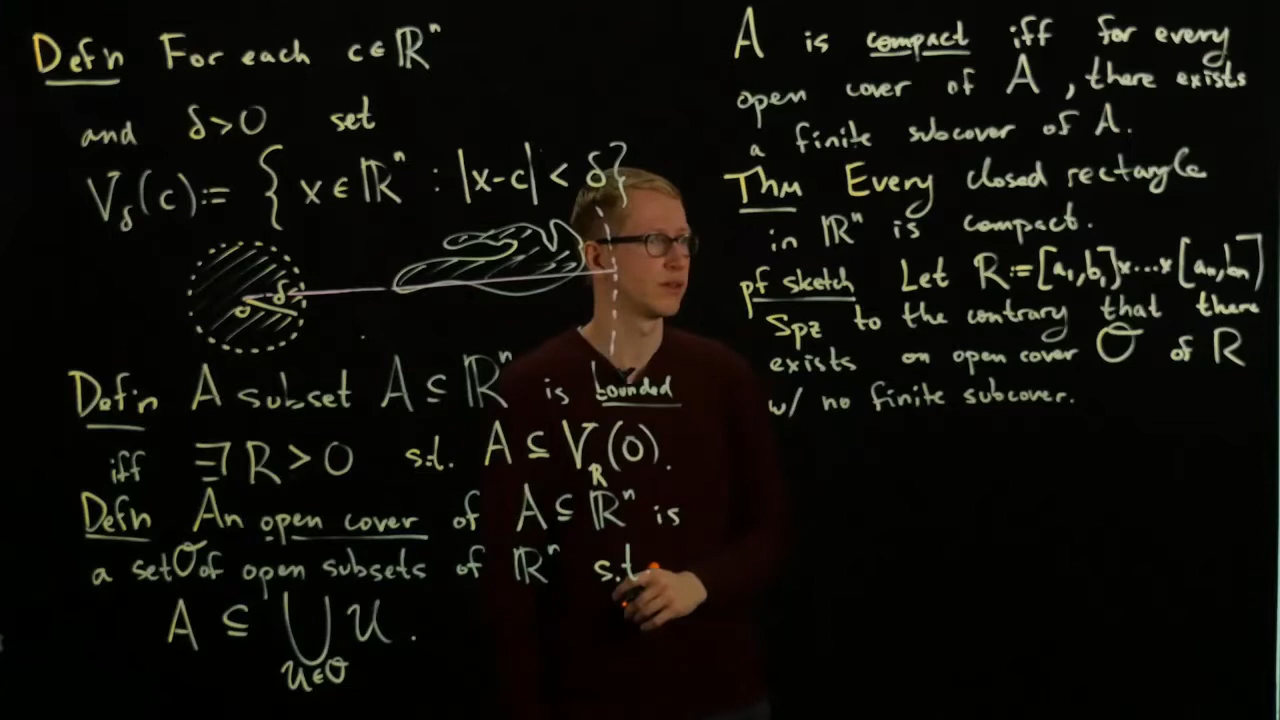 Defn For each c∈ℝⁿ
and δ>0 set
V_δ(c):= { x∈ℝⁿ : |x-c| < δ}
δ
Defn A subset A⊆ℝⁿ is bounded
iff ∃R>0 s.t. A⊆V_R(0).
Defn An open cover of A⊆ℝⁿ is
a set 𝒪 of open subsets of ℝⁿ s.t.
A ⊆ ⋃_{𝒰∈𝒪} 𝒰.
A is compact iff for every
open cover of A, there exists
a finite subcover of A.
Thm Every closed rectangle
in ℝⁿ is compact.
pf sketch Let R:=[a₁,b₁]×...×[aₙ,bₙ]
Spz to the contrary that there
exists on open cover 𝒪 of R
w/ no finite subcover.